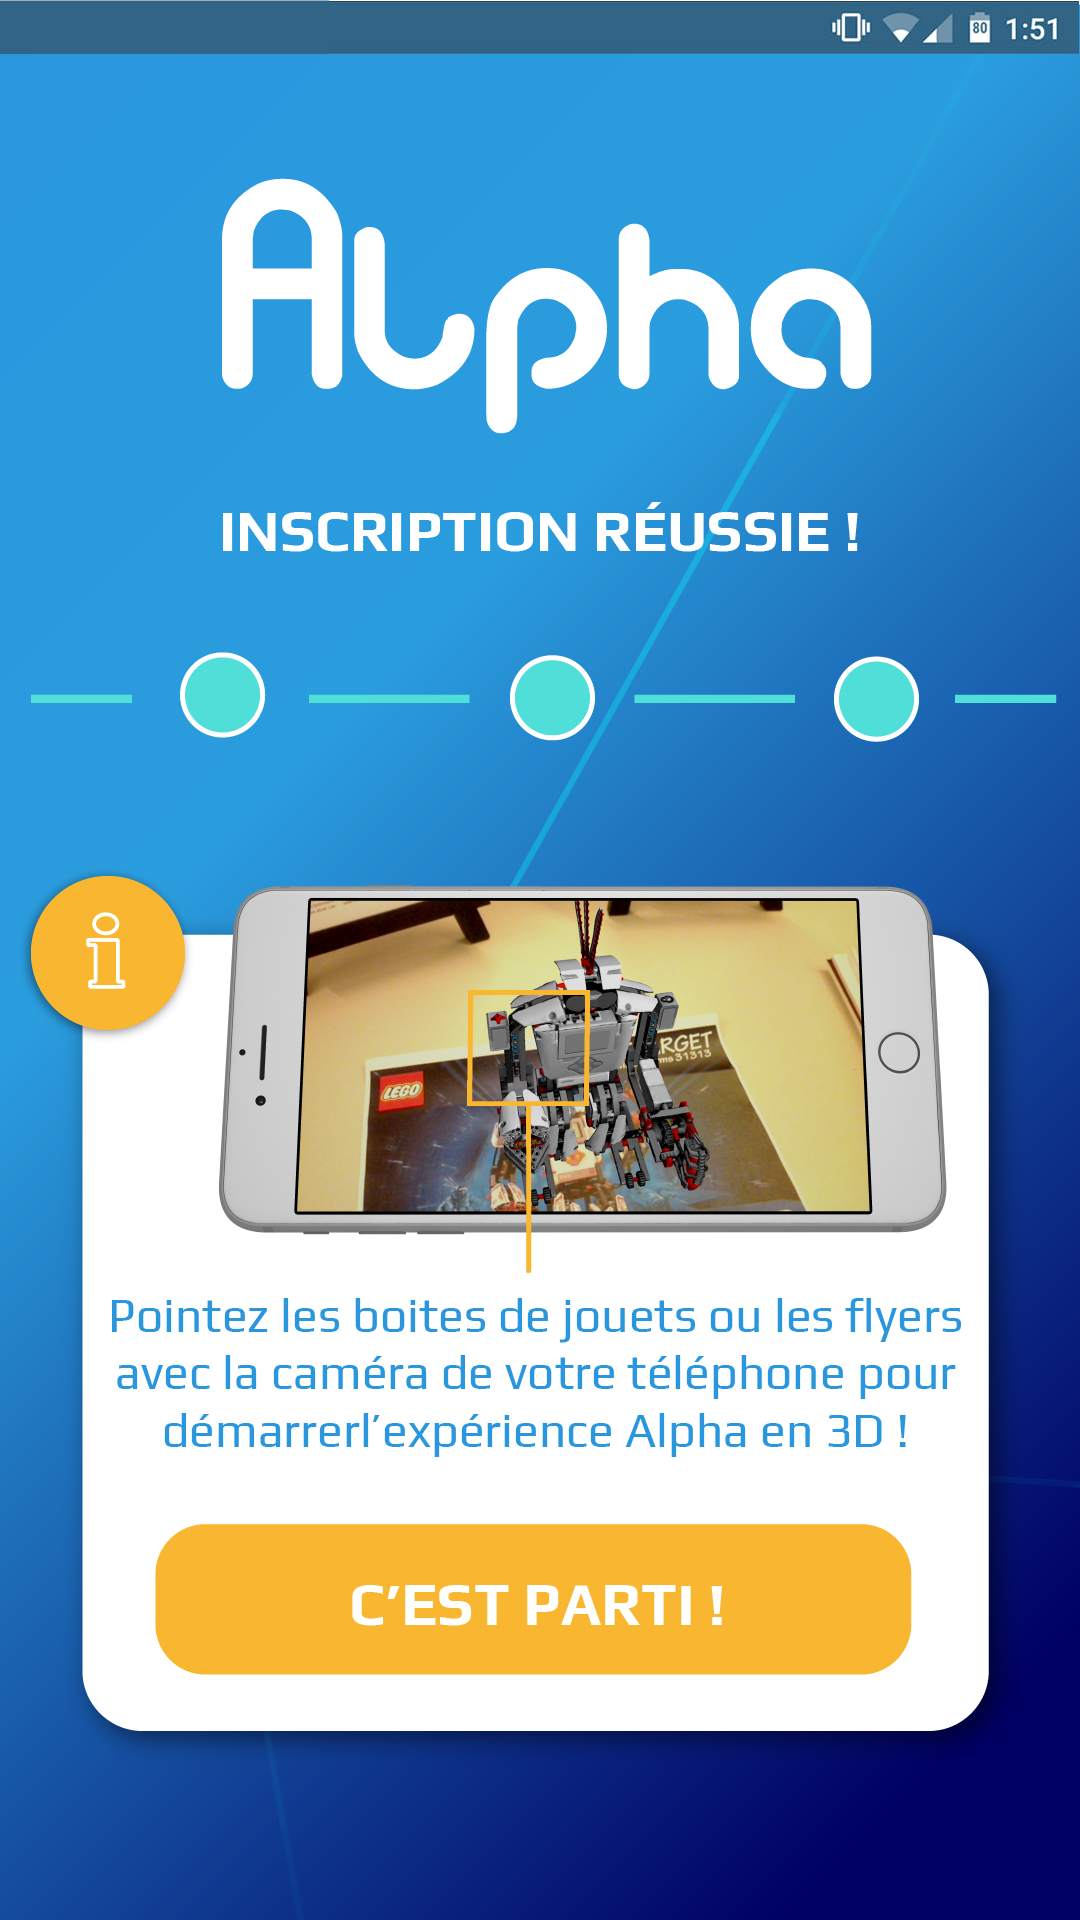 80 1:51
Alpha
INSCRIPTION RÉUSSIE !
i
RGET
31313
LEGO
Pointez les boites de jouets ou les flyers
avec la caméra de votre téléphone pour
démarrerl’expérience Alpha en 3D !
C’EST PARTI !